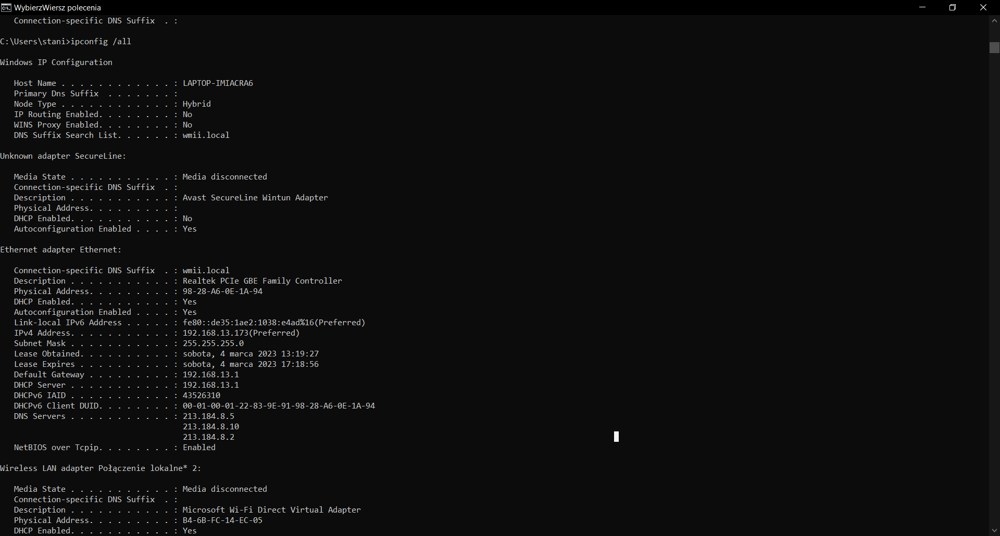 WybierzWiersz polecenia
   Connection-specific DNS Suffix  . :

C:\Users\stani>ipconfig /all

Windows IP Configuration

   Host Name . . . . . . . . . . . . : LAPTOP-IMIACRA6
   Primary Dns Suffix  . . . . . . . :
   Node Type . . . . . . . . . . . . : Hybrid
   IP Routing Enabled. . . . . . . . : No
   WINS Proxy Enabled. . . . . . . . : No
   DNS Suffix Search List. . . . . . : wmii.local

Unknown adapter SecureLine:

   Media State . . . . . . . . . . . : Media disconnected
   Connection-specific DNS Suffix  . :
   Description . . . . . . . . . . . : Avast SecureLine Wintun Adapter
   Physical Address. . . . . . . . . :
   DHCP Enabled. . . . . . . . . . . : No
   Autoconfiguration Enabled . . . . : Yes

Ethernet adapter Ethernet:

   Connection-specific DNS Suffix  . : wmii.local
   Description . . . . . . . . . . . : Realtek PCIe GBE Family Controller
   Physical Address. . . . . . . . . : 98-28-A6-0E-1A-94
   DHCP Enabled. . . . . . . . . . . : Yes
   Autoconfiguration Enabled . . . . : Yes
   Link-local IPv6 Address . . . . . : fe80::de35:1ae2:1038:e4ad%16(Preferred)
   IPv4 Address. . . . . . . . . . . : 192.168.13.173(Preferred)
   Subnet Mask . . . . . . . . . . . : 255.255.255.0
   Lease Obtained. . . . . . . . . . : sobota, 4 marca 2023 13:19:27
   Lease Expires . . . . . . . . . . : sobota, 4 marca 2023 17:18:56
   Default Gateway . . . . . . . . . : 192.168.13.1
   DHCP Server . . . . . . . . . . . : 192.168.13.1
   DHCPv6 IAID . . . . . . . . . . . : 43526310
   DHCPv6 Client DUID. . . . . . . . : 00-01-00-01-22-83-9E-91-98-28-A6-0E-1A-94
   DNS Servers . . . . . . . . . . . : 213.184.8.5
                                       213.184.8.10
                                       213.184.8.2
   NetBIOS over Tcpip. . . . . . . . : Enabled

Wireless LAN adapter Połączenie lokalne* 2:

   Media State . . . . . . . . . . . : Media disconnected
   Connection-specific DNS Suffix  . :
   Description . . . . . . . . . . . : Microsoft Wi-Fi Direct Virtual Adapter
   Physical Address. . . . . . . . . : B4-6B-FC-14-EC-05
   DHCP Enabled. . . . . . . . . . . : Yes